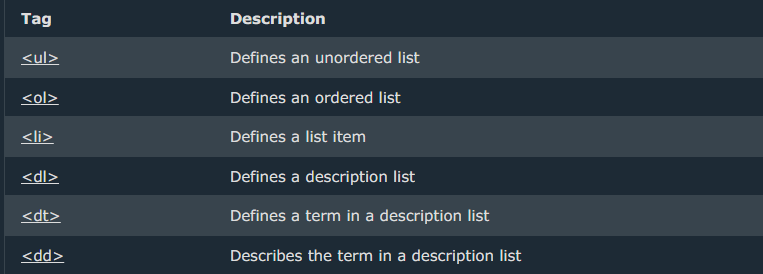 Tag Description
<ul> Defines an unordered list
<ol> Defines an ordered list
<li> Defines a list item
<dl> Defines a description list
<dt> Defines a term in a description list
<dd> Describes the term in a description list